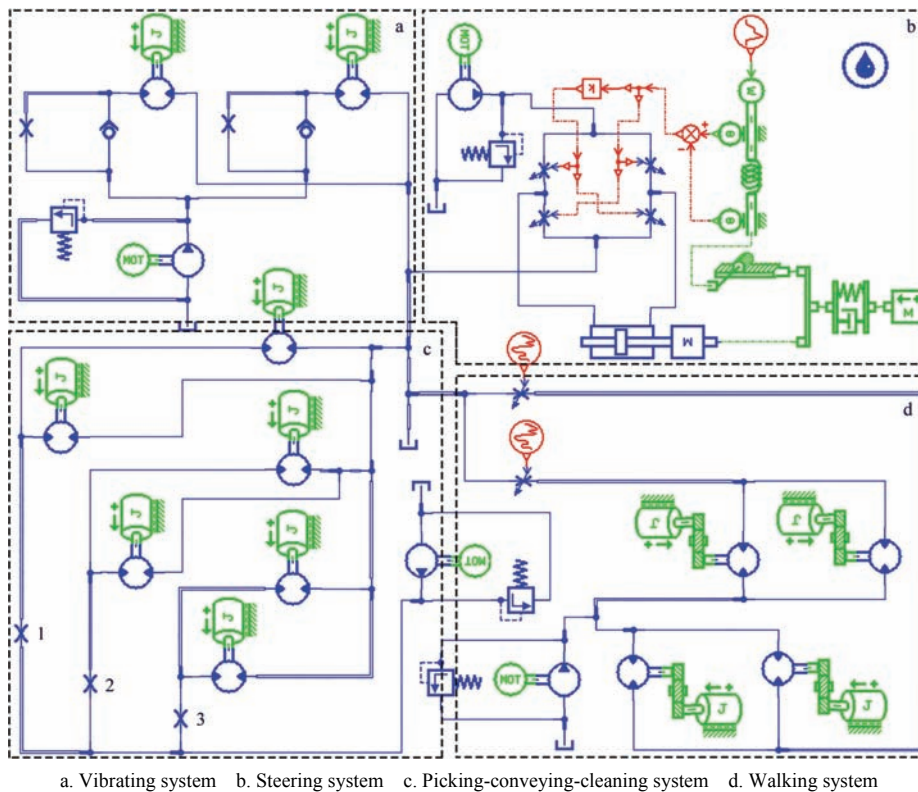 a
b
J
J
MOT
k
W
+
-
θ
θ
MOT
J
M
M
c
J
J
d
J
J
MOT
J
J
J
1
2
3
MOT
J
J
a. Vibrating system b. Steering system c. Picking-conveying-cleaning system d. Walking system